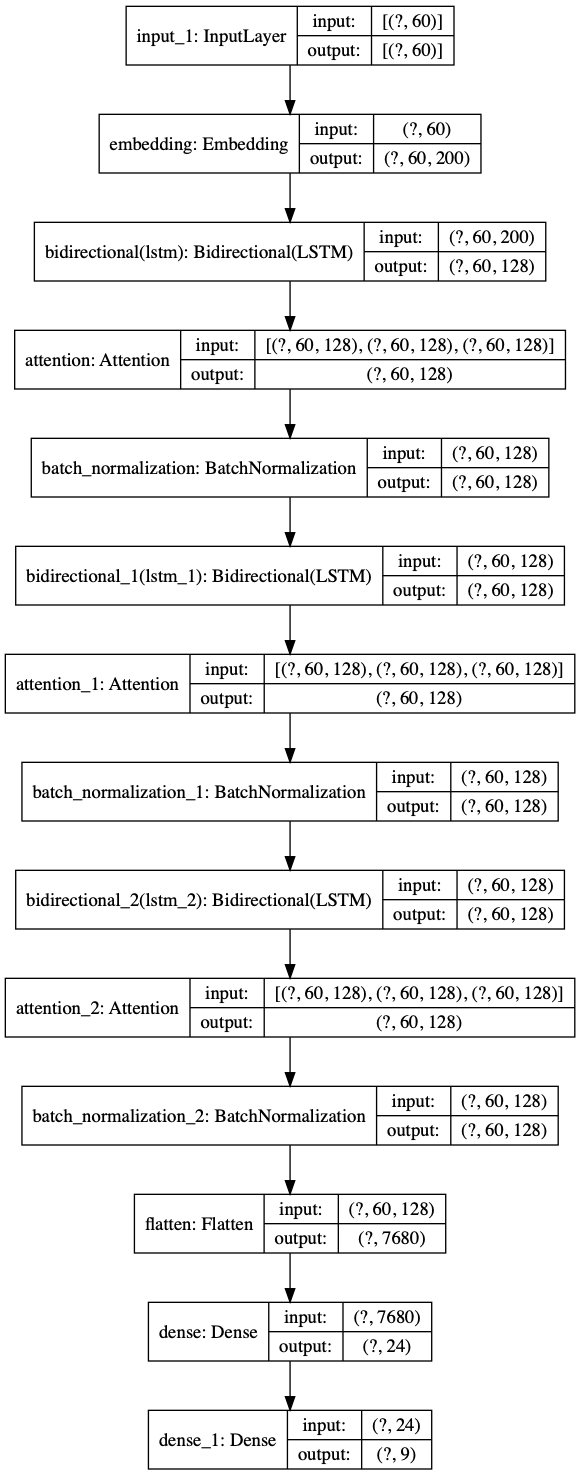 input_1: InputLayer
input: [(?, 60)]
output: [(?, 60)]
embedding: Embedding
input: (?, 60)
output: (?, 60, 200)
bidirectional(lstm): Bidirectional(LSTM)
input: (?, 60, 200)
output: (?, 60, 128)
attention: Attention
input: [(?, 60, 128), (?, 60, 128), (?, 60, 128)]
output: (?, 60, 128)
batch_normalization: BatchNormalization
input: (?, 60, 128)
output: (?, 60, 128)
bidirectional_1(lstm_1): Bidirectional(LSTM)
input: (?, 60, 128)
output: (?, 60, 128)
attention_1: Attention
input: [(?, 60, 128), (?, 60, 128), (?, 60, 128)]
output: (?, 60, 128)
batch_normalization_1: BatchNormalization
input: (?, 60, 128)
output: (?, 60, 128)
bidirectional_2(lstm_2): Bidirectional(LSTM)
input: (?, 60, 128)
output: (?, 60, 128)
attention_2: Attention
input: [(?, 60, 128), (?, 60, 128), (?, 60, 128)]
output: (?, 60, 128)
batch_normalization_2: BatchNormalization
input: (?, 60, 128)
output: (?, 60, 128)
flatten: Flatten
input: (?, 60, 128)
output: (?, 7680)
dense: Dense
input: (?, 7680)
output: (?, 24)
dense_1: Dense
input: (?, 24)
output: (?, 9)